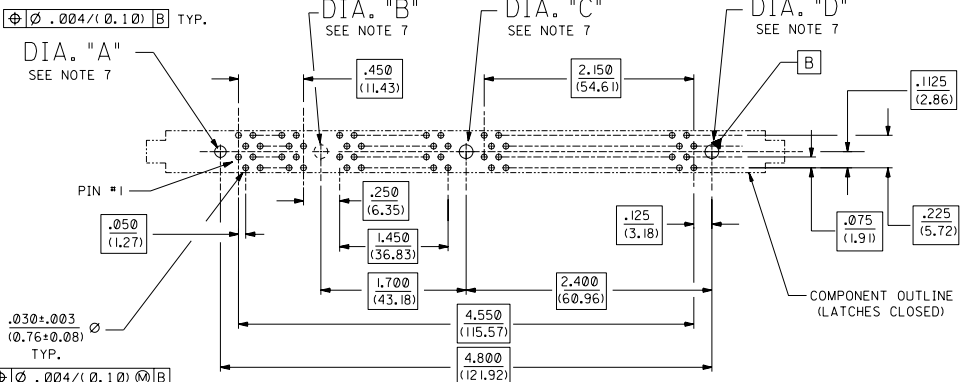 ⌖ Ø .004/(0.10) B TYP.
DIA. "A"
SEE NOTE 7
DIA. "B"
SEE NOTE 7
DIA. "C"
SEE NOTE 7
DIA. "D"
SEE NOTE 7
B
.450
(11.43)
2.150
(54.61)
.1125
(2.86)
PIN #1
.250
(6.35)
.050
(1.27)
.125
(3.18)
.075
(1.91)
.225
(5.72)
1.450
(36.83)
1.700
(43.18)
2.400
(60.96)
COMPONENT OUTLINE
(LATCHES CLOSED)
.030±.003
(0.76±0.08) Ø
TYP.
4.550
(115.57)
4.800
(121.92)
⌖ Ø .004/(0.10) Ⓜ B